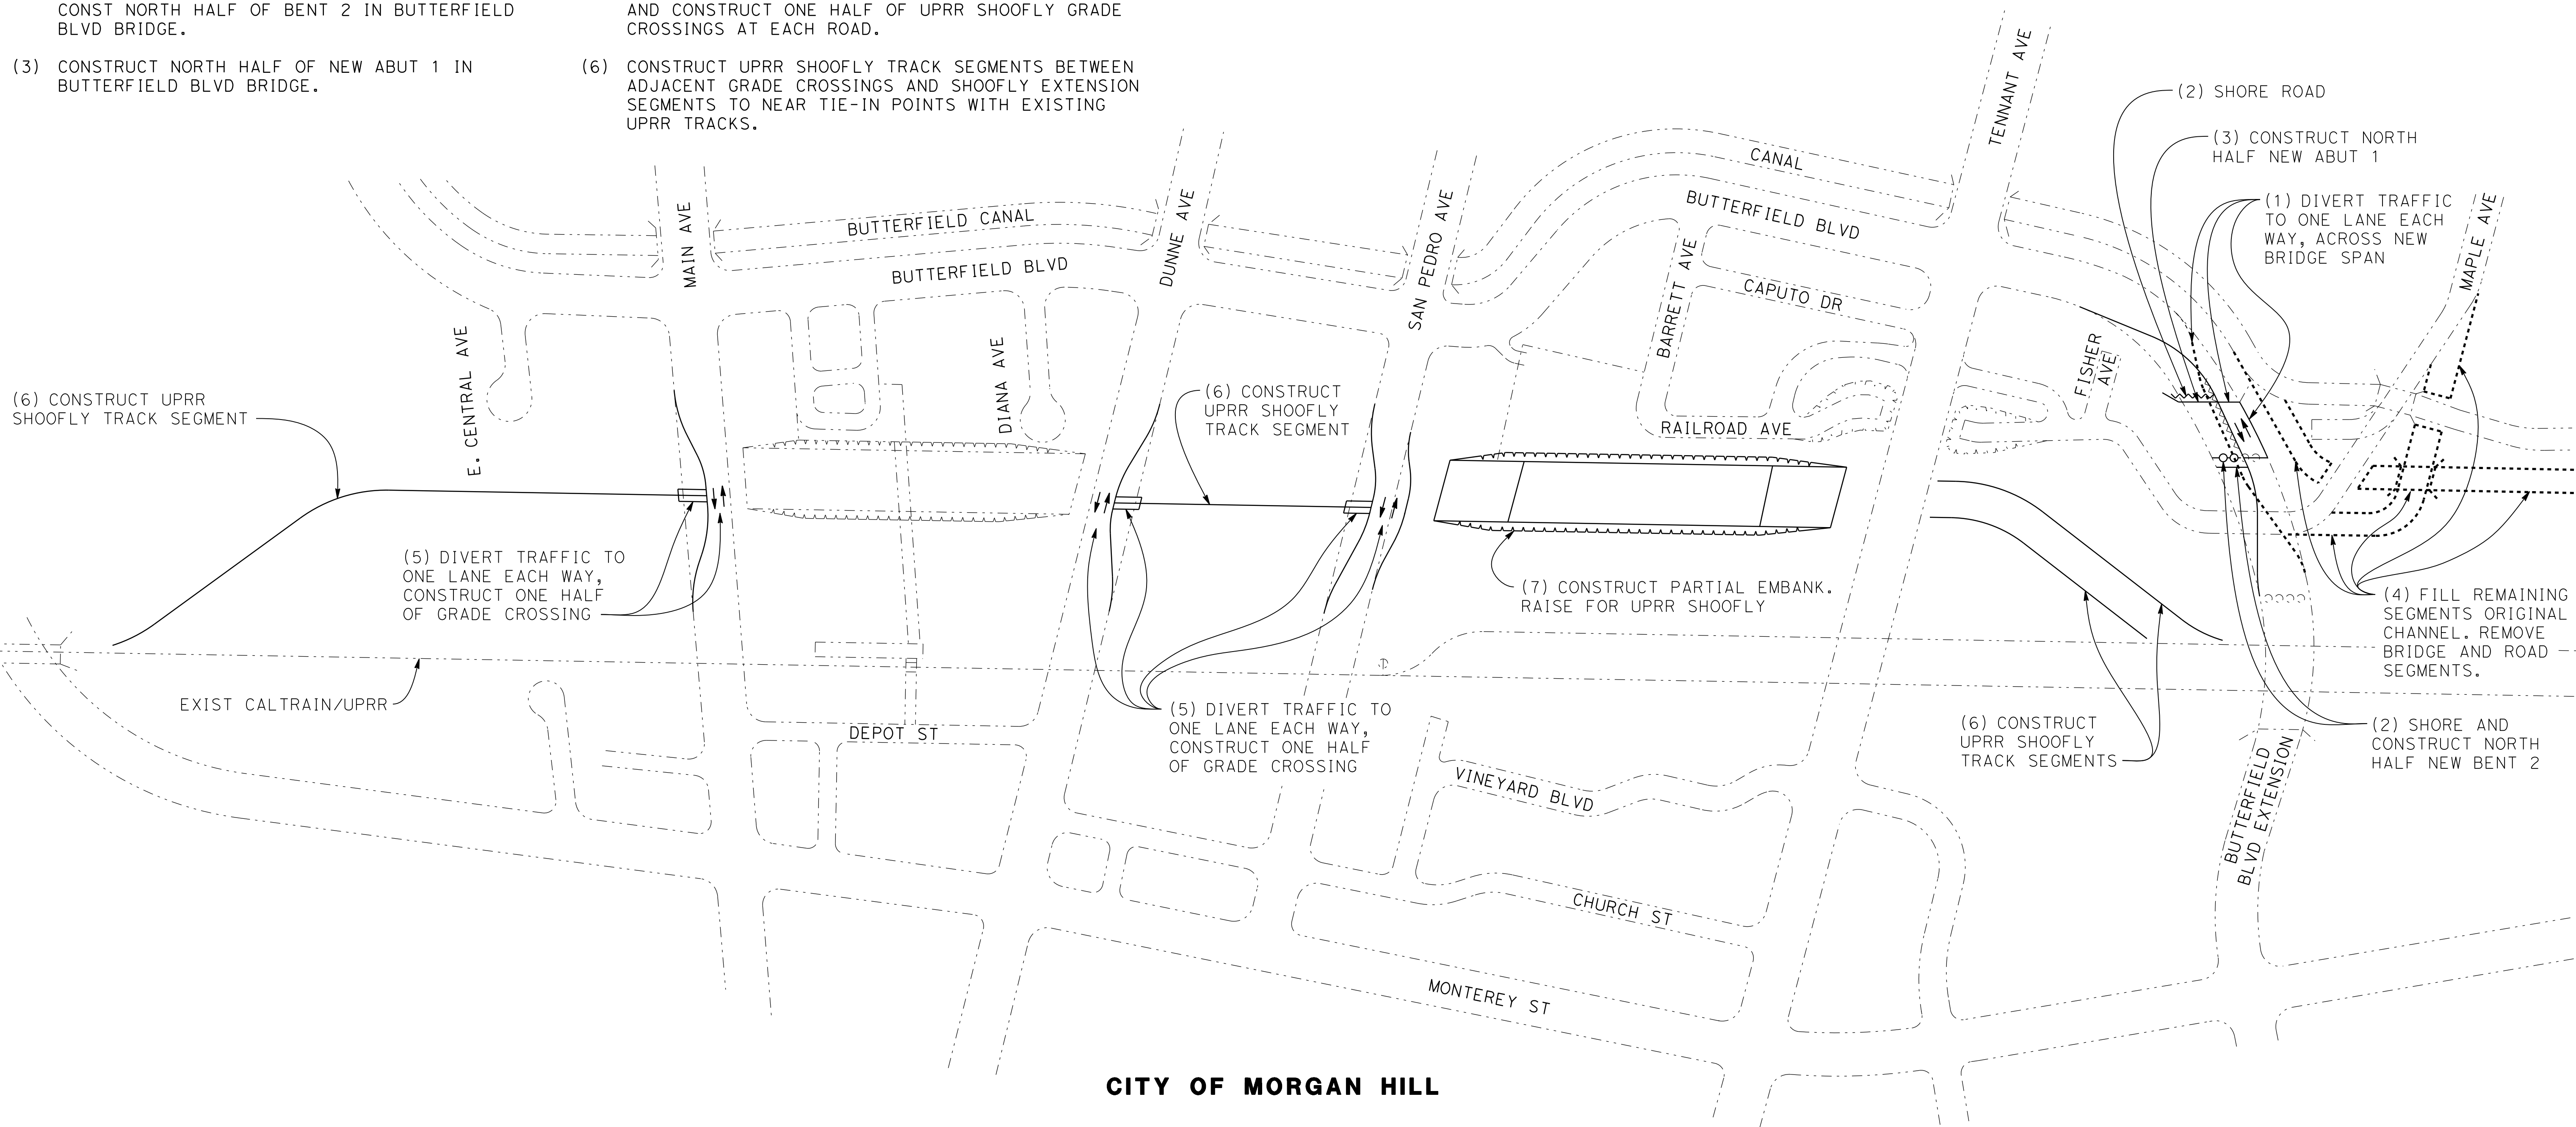 CONST NORTH HALF OF BENT 2 IN BUTTERFIELD
BLVD BRIDGE.
(3) CONSTRUCT NORTH HALF OF NEW ABUT 1 IN
BUTTERFIELD BLVD BRIDGE.
AND CONSTRUCT ONE HALF OF UPRR SHOOFLY GRADE
CROSSINGS AT EACH ROAD.
(6) CONSTRUCT UPRR SHOOFLY TRACK SEGMENTS BETWEEN
ADJACENT GRADE CROSSINGS AND SHOOFLY EXTENSION
SEGMENTS TO NEAR TIE-IN POINTS WITH EXISTING
UPRR TRACKS.
TENNANT AVE
(2) SHORE ROAD
(3) CONSTRUCT NORTH
HALF NEW ABUT 1
CANAL
BUTTERFIELD BLVD
(1) DIVERT TRAFFIC
TO ONE LANE EACH
WAY, ACROSS NEW
BRIDGE SPAN
MAPLE AVE
MAIN AVE
BUTTERFIELD CANAL
BUTTERFIELD BLVD
DUNNE AVE
SAN PEDRO AVE
BARRETT AVE
CAPUTO DR
FISHER
AVE
E. CENTRAL AVE
DIANA AVE
(6) CONSTRUCT UPRR
SHOOFLY TRACK SEGMENT
(6) CONSTRUCT
UPRR SHOOFLY
TRACK SEGMENT
RAILROAD AVE
(5) DIVERT TRAFFIC TO
ONE LANE EACH WAY,
CONSTRUCT ONE HALF
OF GRADE CROSSING
(7) CONSTRUCT PARTIAL EMBANK.
RAISE FOR UPRR SHOOFLY
(4) FILL REMAINING
SEGMENTS ORIGINAL
CHANNEL. REMOVE
BRIDGE AND ROAD
SEGMENTS.
EXIST CALTRAIN/UPRR
DEPOT ST
(5) DIVERT TRAFFIC TO
ONE LANE EACH WAY,
CONSTRUCT ONE HALF
OF GRADE CROSSING
(6) CONSTRUCT
UPRR SHOOFLY
TRACK SEGMENTS
(2) SHORE AND
CONSTRUCT NORTH
HALF NEW BENT 2
VINEYARD BLVD
BUTTERFIELD
BLVD EXTENSION
CHURCH ST
MONTEREY ST
CITY OF MORGAN HILL